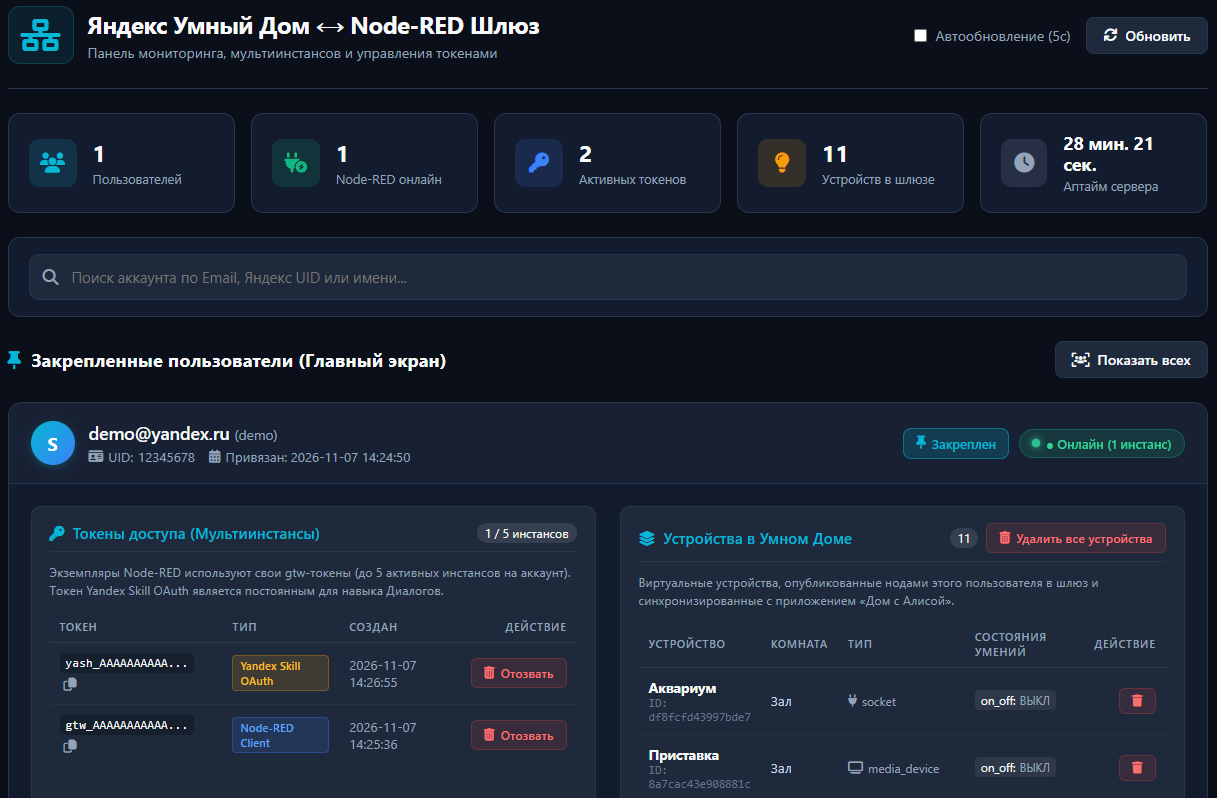 Яндекс Умный Дом ↔ Node-RED Шлюз
Панель мониторинга, мультиинстансов и управления токенами
Автообновление (5с)
Обновить
1
Пользователей
1
Node-RED онлайн
2
Активных токенов
11
Устройств в шлюзе
28 мин. 21
сек.
Аптайм сервера
Поиск аккаунта по Email, Яндекс UID или имени...
Закрепленные пользователи (Главный экран)
Показать всех
S
demo@yandex.ru (demo)
UID: 12345678 Привязан: 2026-11-07 14:24:50
Закреплен
● Онлайн (1 инстанс)
Токены доступа (Мультиинстансы)
1 / 5 инстансов
Экземпляры Node-RED используют свои gtw-токены (до 5 активных инстансов на аккаунт).
Токен Yandex Skill OAuth является постоянным для навыка Диалогов.
ТОКЕН ТИП СОЗДАН ДЕЙСТВИЕ
yash_AAAAAAAAAA...
Yandex Skill
OAuth
2026-11-07
14:26:55
Отозвать
gtw_AAAAAAAAAAA...
Node-RED
Client
2026-11-07
14:25:36
Отозвать
Устройства в Умном Доме
11
Удалить все устройства
Виртуальные устройства, опубликованные нодами этого пользователя в шлюз и
синхронизированные с приложением «Дом с Алисой».
УСТРОЙСТВО КОМНАТА ТИП
СОСТОЯНИЯ
УМЕНИЙ
ДЕЙСТВИЕ
Аквариум
ID:
df8fcfd43997bde7
Зал
socket
on_off: ВЫКЛ
Приставка
ID:
8a7cac43e908881c
Зал
media_device
on_off: ВЫКЛ